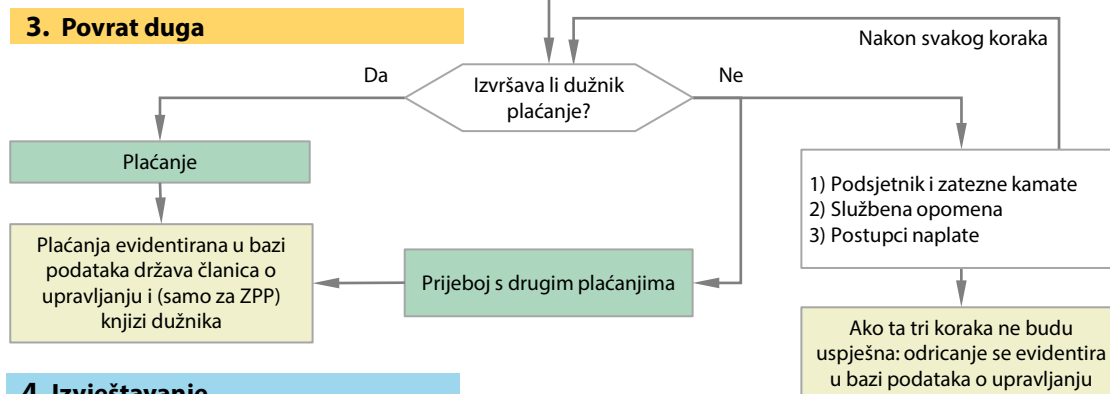 3. Povrat duga
Nakon svakog koraka
Da
Izvršava li dužnik
plaćanje?
Ne
Plaćanje
1) Podsjetnik i zatezne kamate
2) Službena opomena
3) Postupci naplate
Plaćanja evidentirana u bazi
podataka država članica o
upravljanju i (samo za ZPP)
knjizi dužnika
Prijeboj s drugim plaćanjima
Ako ta tri koraka ne budu
uspješna: odricanje se evidentira
u bazi podataka o upravljanju
4. Izvještavanje